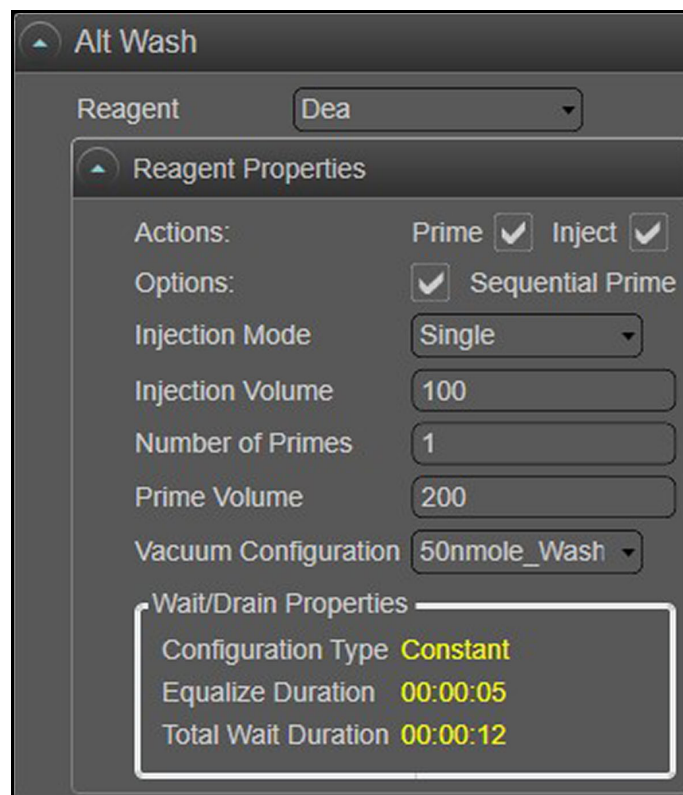 Alt Wash
Reagent Dea
Reagent Properties
Actions: Prime Inject
Options: Sequential Prime
Injection Mode Single
Injection Volume 100
Number of Primes 1
Prime Volume 200
Vacuum Configuration 50nmole_Wash
Wait/Drain Properties
Configuration Type Constant
Equalize Duration 00:00:05
Total Wait Duration 00:00:12